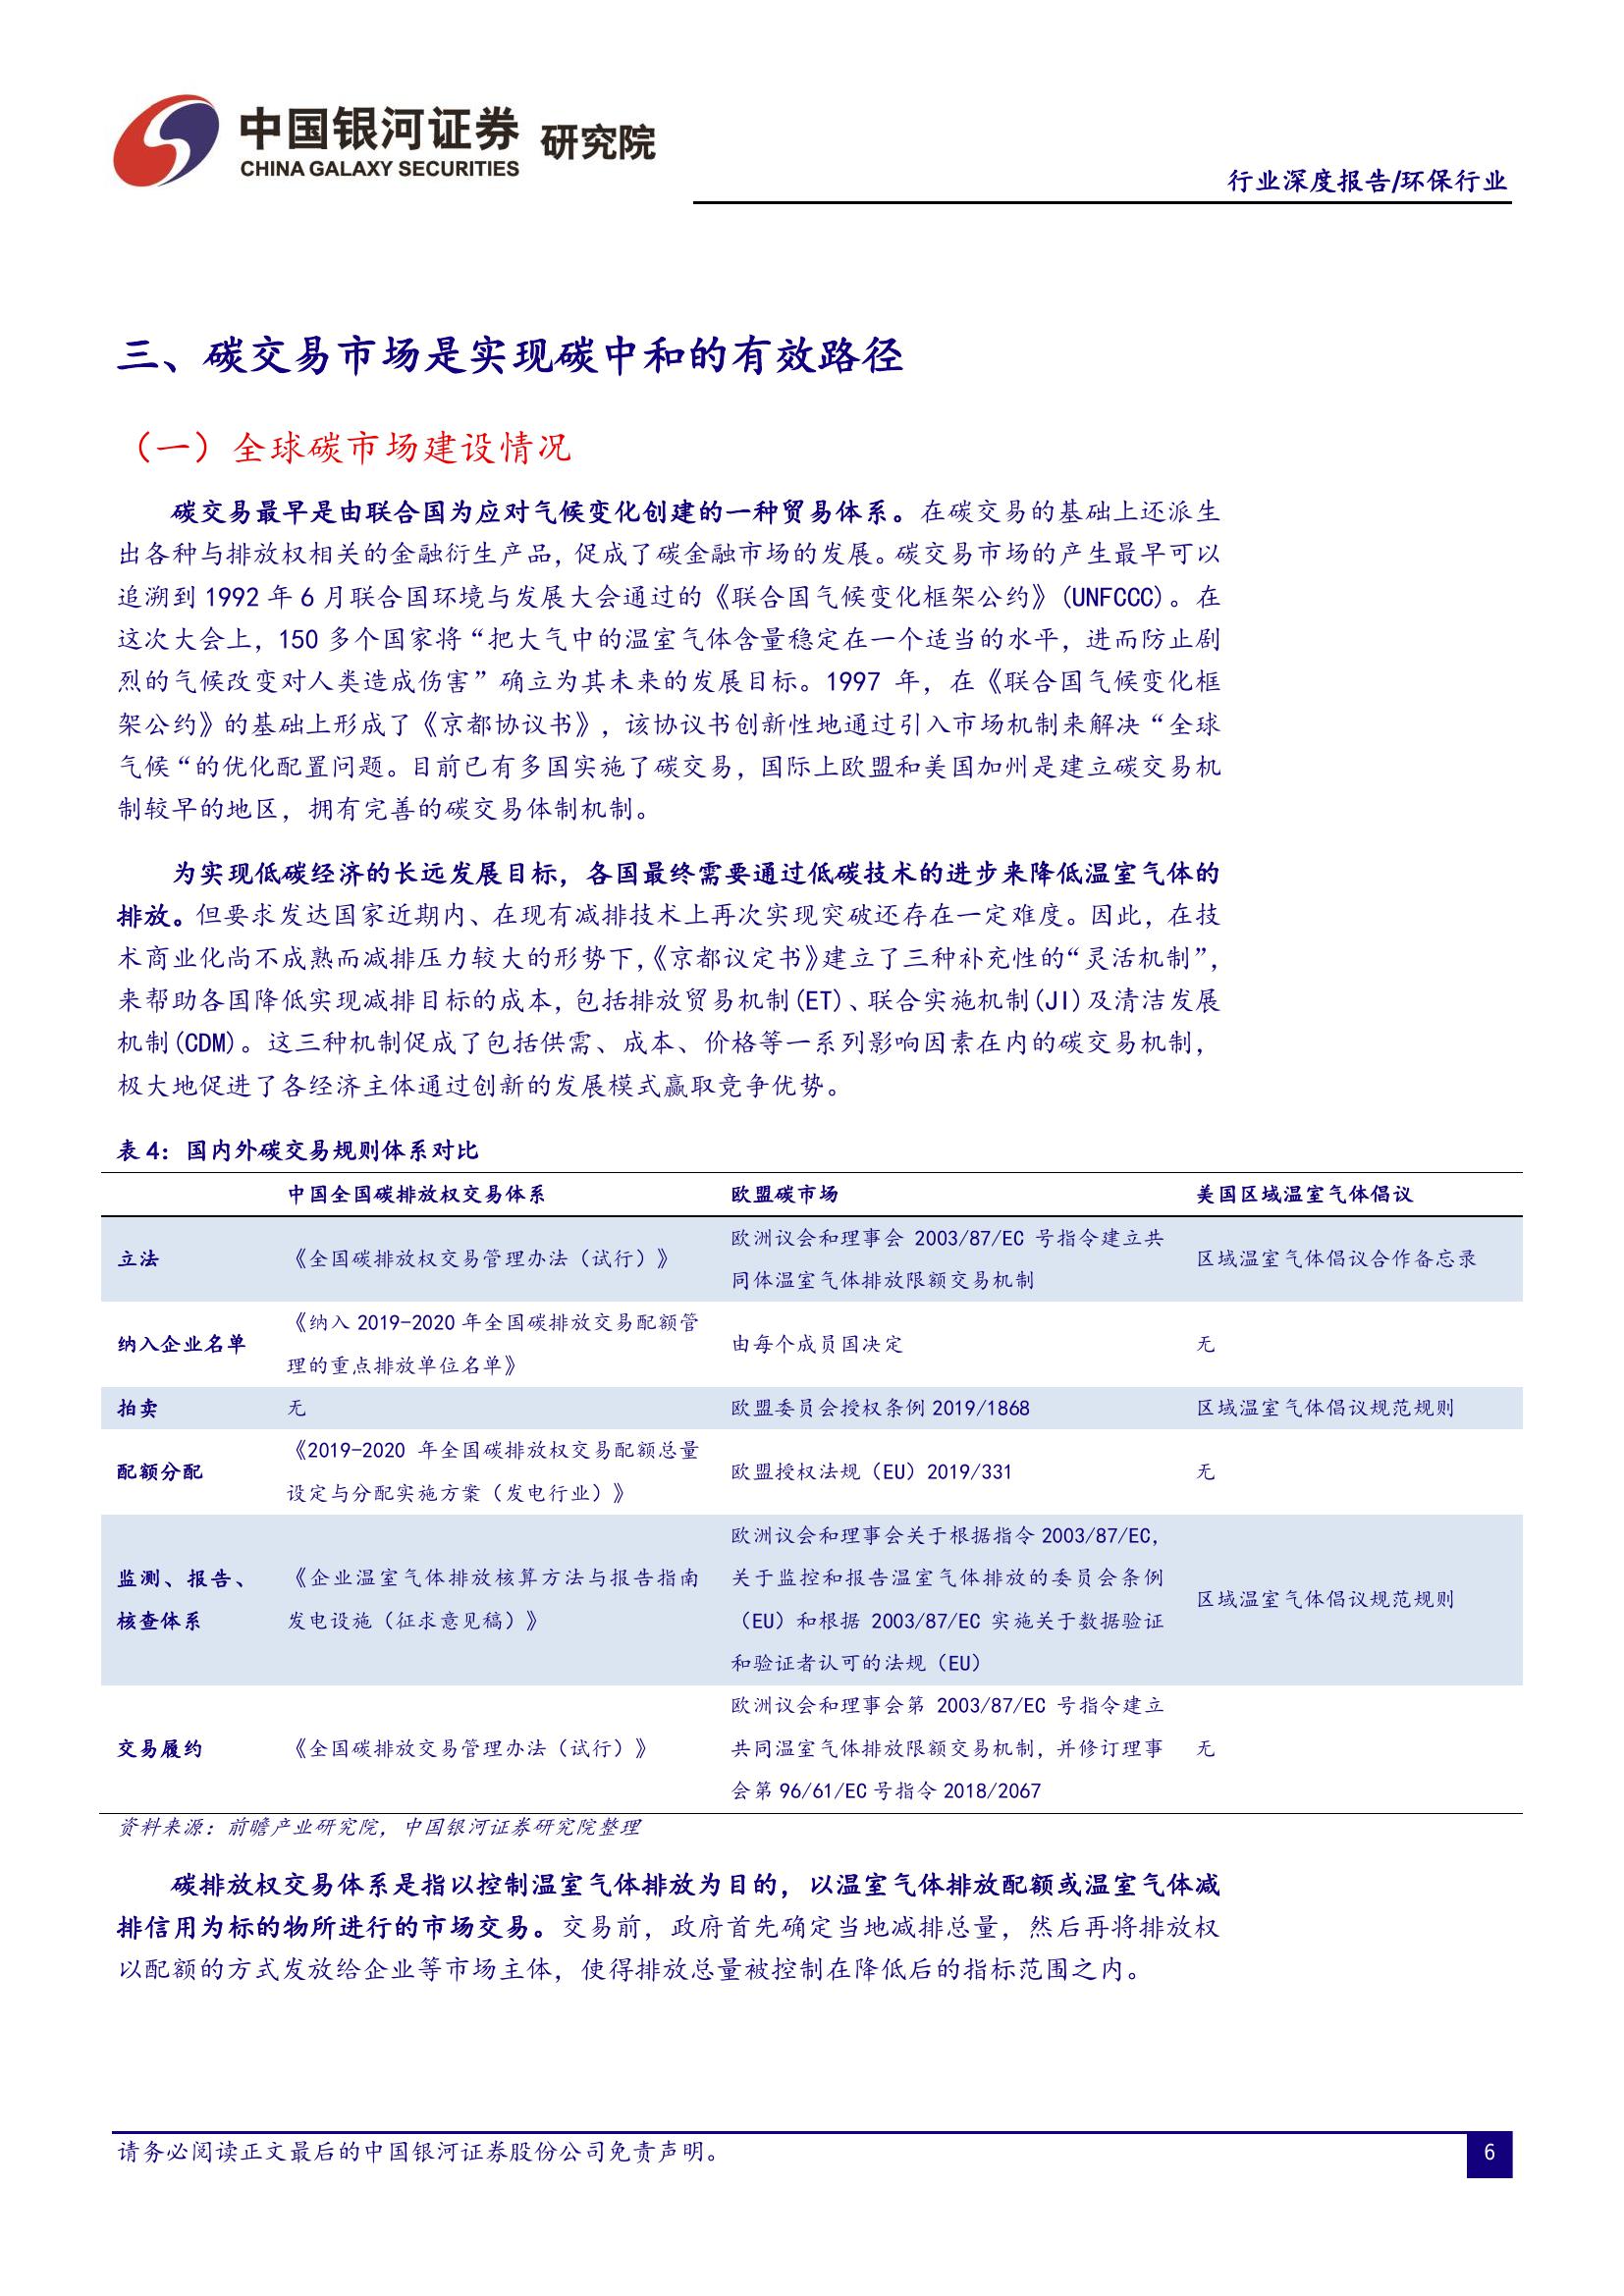 中国银河证券 研究院
CHINA GALAXY SECURITIES
行业深度报告/环保行业
三、碳交易市场是实现碳中和的有效路径
（一）全球碳市场建设情况
碳交易最早是由联合国为应对气候变化创建的一种贸易体系。在碳交易的基础上还派生
出各种与排放权相关的金融衍生产品，促成了碳金融市场的发展。碳交易市场的产生最早可以
追溯到 1992 年 6 月联合国环境与发展大会通过的《联合国气候变化框架公约》(UNFCCC)。在
这次大会上，150 多个国家将“把大气中的温室气体含量稳定在一个适当的水平，进而防止剧
烈的气候改变对人类造成伤害”确立为其未来的发展目标。1997 年，在《联合国气候变化框
架公约》的基础上形成了《京都协议书》，该协议书创新性地通过引入市场机制来解决“全球
气候“的优化配置问题。目前已有多国实施了碳交易，国际上欧盟和美国加州是建立碳交易机
制较早的地区，拥有完善的碳交易体制机制。
为实现低碳经济的长远发展目标，各国最终需要通过低碳技术的进步来降低温室气体的
排放。但要求发达国家近期内、在现有减排技术上再次实现突破还存在一定难度。因此，在技
术商业化尚不成熟而减排压力较大的形势下，《京都议定书》建立了三种补充性的“灵活机制”，
来帮助各国降低实现减排目标的成本，包括排放贸易机制(ET)、联合实施机制(JI)及清洁发展
机制(CDM)。这三种机制促成了包括供需、成本、价格等一系列影响因素在内的碳交易机制，
极大地促进了各经济主体通过创新的发展模式赢取竞争优势。
表 4：国内外碳交易规则体系对比
中国全国碳排放权交易体系 欧盟碳市场 美国区域温室气体倡议
立法 《全国碳排放权交易管理办法（试行）》 欧洲议会和理事会 2003/87/EC 号指令建立共
同体温室气体排放限额交易机制 区域温室气体倡议合作备忘录
纳入企业名单 《纳入 2019-2020 年全国碳排放交易配额管
理的重点排放单位名单》 由每个成员国决定 无
拍卖 无 欧盟委员会授权条例 2019/1868 区域温室气体倡议规范规则
配额分配 《2019-2020 年全国碳排放权交易配额总量
设定与分配实施方案（发电行业）》 欧盟授权法规（EU）2019/331 无
监测、报告、
核查体系 《企业温室气体排放核算方法与报告指南
发电设施（征求意见稿）》 欧洲议会和理事会关于根据指令 2003/87/EC，
关于监控和报告温室气体排放的委员会条例
（EU）和根据 2003/87/EC 实施关于数据验证
和验证者认可的法规（EU） 区域温室气体倡议规范规则
交易履约 《全国碳排放交易管理办法（试行）》 欧洲议会和理事会第 2003/87/EC 号指令建立
共同温室气体排放限额交易机制，并修订理事
会第 96/61/EC 号指令 2018/2067 无
资料来源：前瞻产业研究院，中国银河证券研究院整理
碳排放权交易体系是指以控制温室气体排放为目的，以温室气体排放配额或温室气体减
排信用为标的物所进行的市场交易。交易前，政府首先确定当地减排总量，然后再将排放权
以配额的方式发放给企业等市场主体，使得排放总量被控制在降低后的指标范围之内。
请务必阅读正文最后的中国银河证券股份公司免责声明。
6